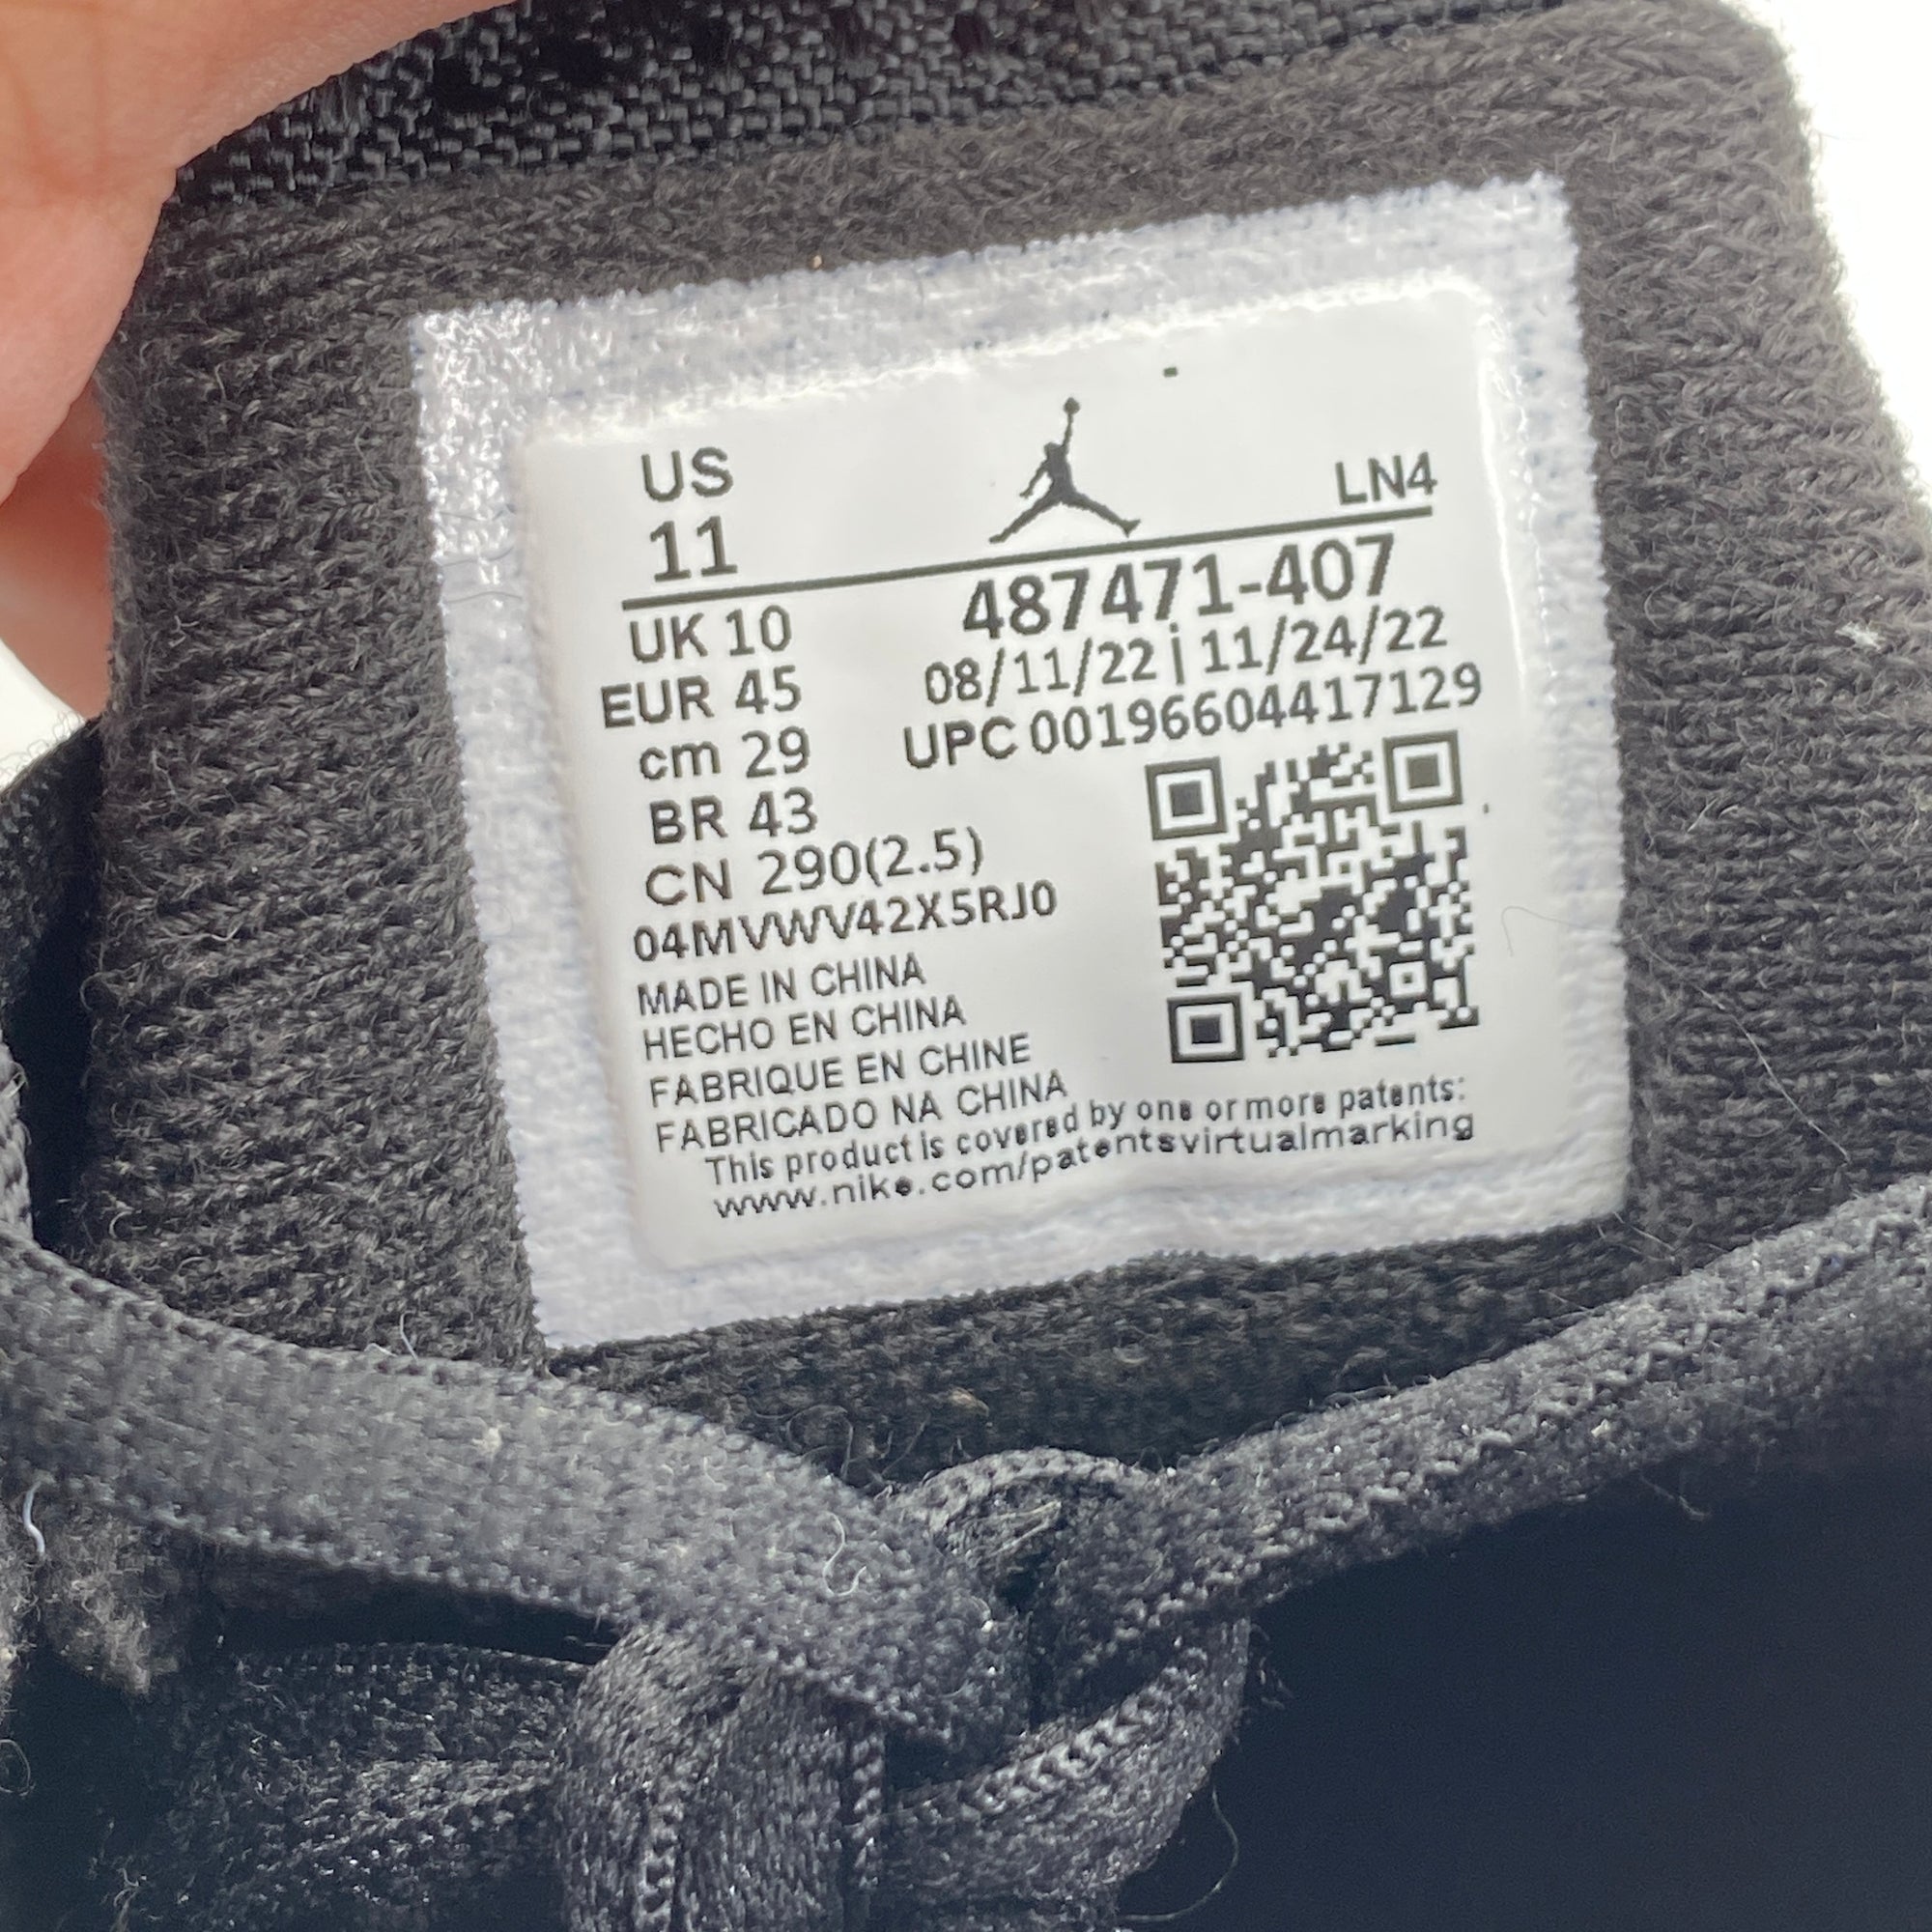 US
11
LN4
UK 10
EUR 45
cm 29
BR 43
CN 290(2.5)
487471-407
08/11/22 | 11/24/22
UPC 00196604417129
04MVWV42X5RJ0
MADE IN CHINA
HECHO EN CHINA
FABRIQUE EN CHINE
FABRICADO NA CHINA
This product is covered by one or more patents:
www.nike.com/patentsvirtualmarking